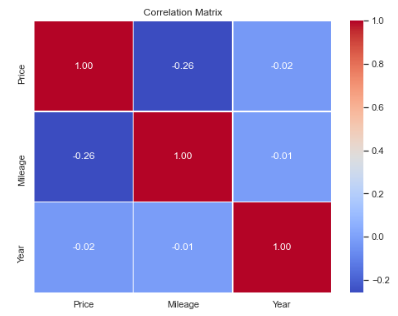 Correlation Matrix
Price
1.00
-0.26
-0.02
Mileage
-0.26
1.00
-0.01
Year
-0.02
-0.01
1.00
Price
Mileage
Year
1.0
0.8
0.6
0.4
0.2
0.0
-0.2